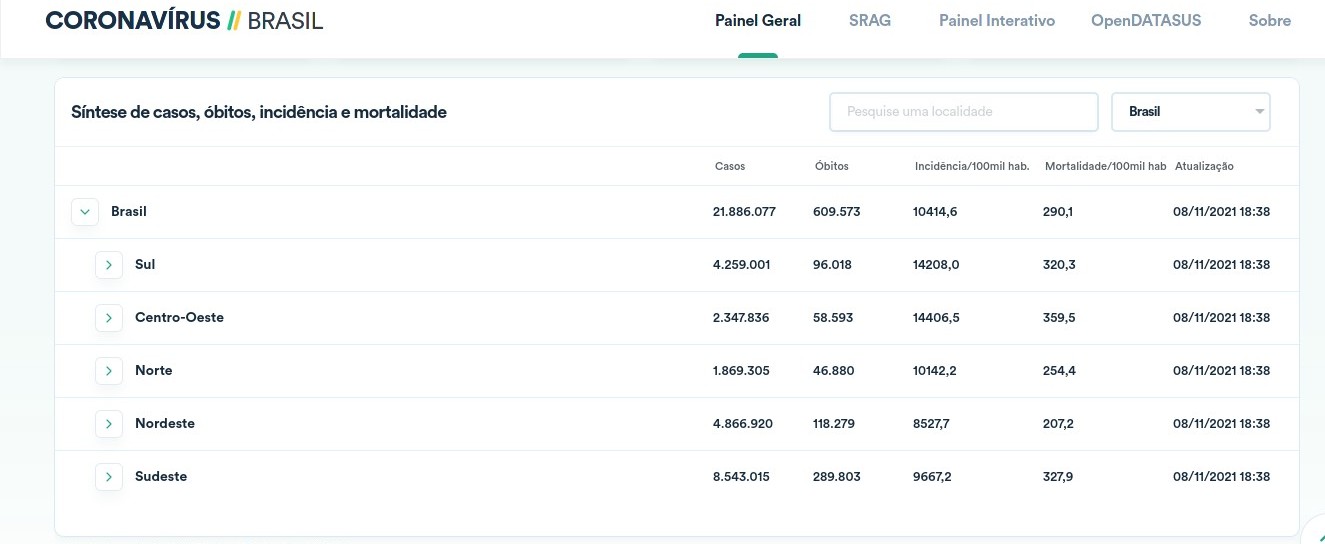 CORONAVÍRUS // BRASIL Painel Geral SRAG Painel Interativo OpenDATASUS Sobre
Síntese de casos, óbitos, incidência e mortalidade Pesquise uma localidade Brasil
Casos Óbitos Incidência/100mil hab. Mortalidade/100mil hab Atualização
Brasil 21.886.077 609.573 10414,6 290,1 08/11/2021 18:38
Sul 4.259.001 96.018 14208,0 320,3 08/11/2021 18:38
Centro-Oeste 2.347.836 58.593 14406,5 359,5 08/11/2021 18:38
Norte 1.869.305 46.880 10142,2 254,4 08/11/2021 18:38
Nordeste 4.866.920 118.279 8527,7 207,2 08/11/2021 18:38
Sudeste 8.543.015 289.803 9667,2 327,9 08/11/2021 18:38